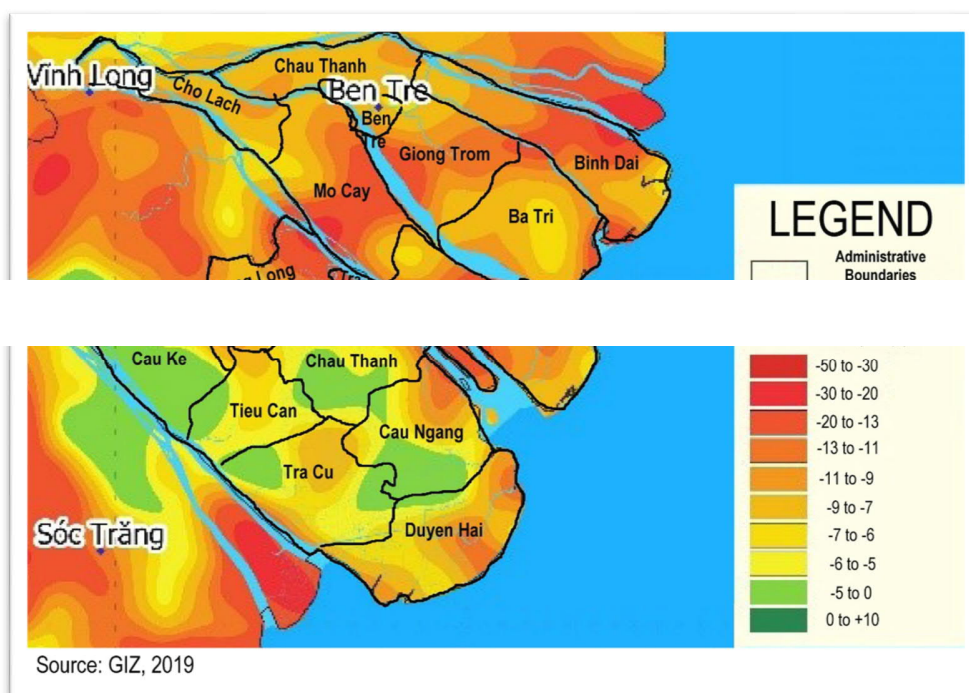 Vĩnh Long
Chau Thanh
Cho Lach
Ben Tre
Ben
Tre
Giong Trom
Binh Dai
Mo Cay
Ba Tri
Long
LEGEND
Administrative
Boundaries
Cau Ke
Chau Thanh
Tieu Can
Cau Ngang
Tra Cu
Duyen Hai
Sóc Trăng
-50 to -30
-30 to -20
-20 to -13
-13 to -11
-11 to -9
-9 to -7
-7 to -6
-6 to -5
-5 to 0
0 to +10
Source: GIZ, 2019